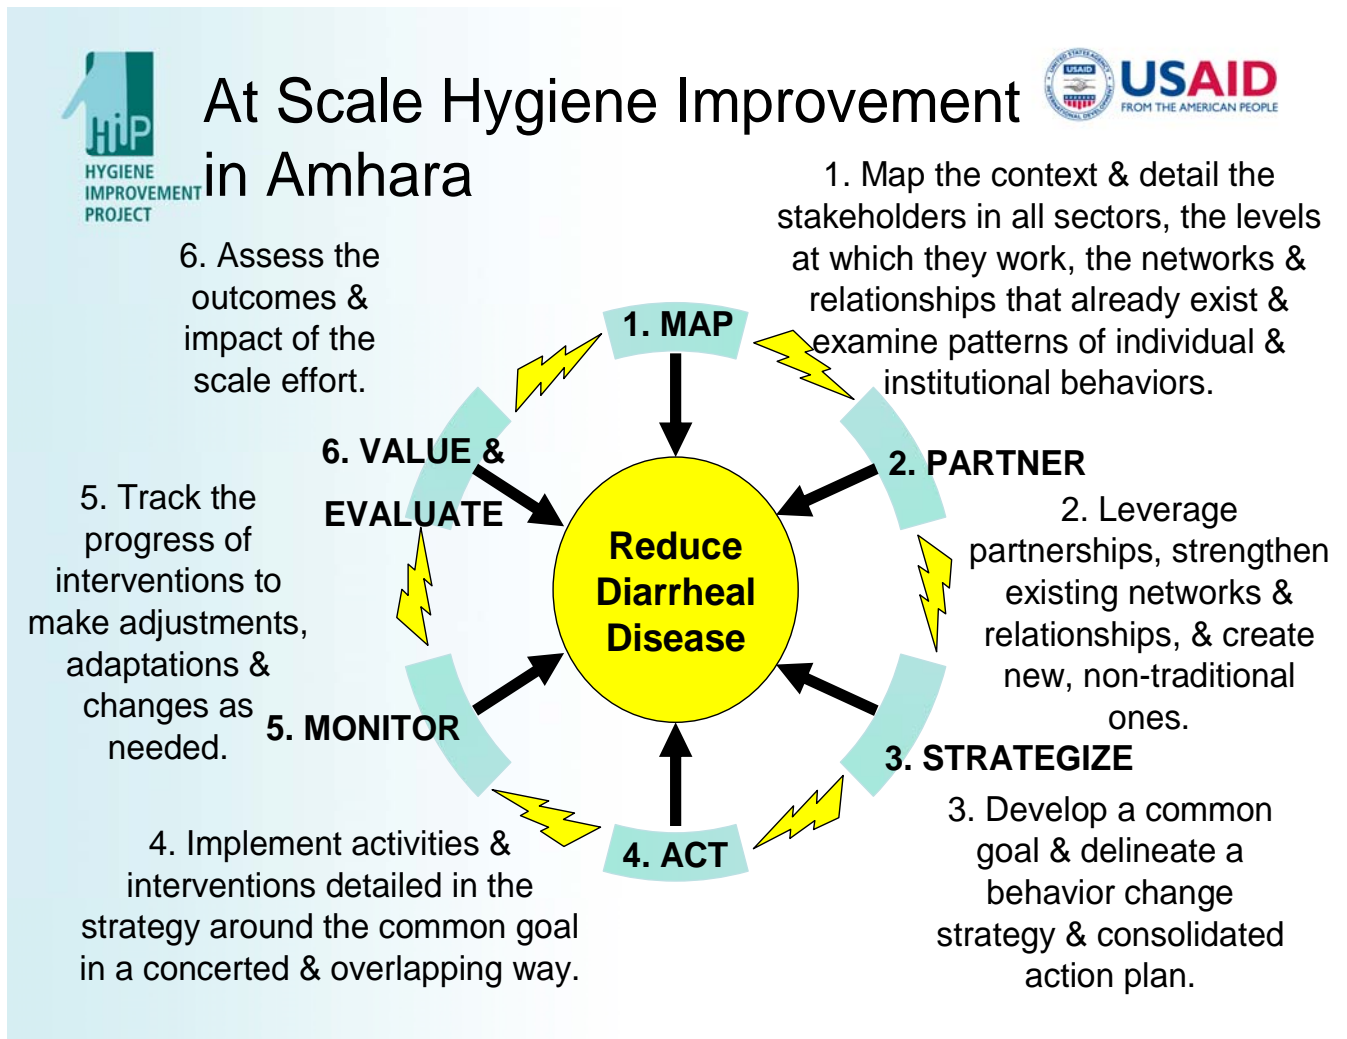 HiP
HYGIENE
IMPROVEMENT
PROJECT
At Scale Hygiene Improvement
in Amhara
USAID
USAID
FROM THE AMERICAN PEOPLE
1. Map the context & detail the
stakeholders in all sectors, the levels
at which they work, the networks &
relationships that already exist &
examine patterns of individual &
institutional behaviors.
6. Assess the
outcomes &
impact of the
scale effort.
1. MAP
6. VALUE &
EVALUATE
2. PARTNER
2. Leverage
partnerships, strengthen
existing networks &
relationships, & create
new, non-traditional
ones.
5. Track the
progress of
interventions to
make adjustments,
adaptations &
changes as
needed.
Reduce
Diarrheal
Disease
5. MONITOR
3. STRATEGIZE
3. Develop a common
goal & delineate a
behavior change
strategy & consolidated
action plan.
4. ACT
4. Implement activities &
interventions detailed in the
strategy around the common goal
in a concerted & overlapping way.